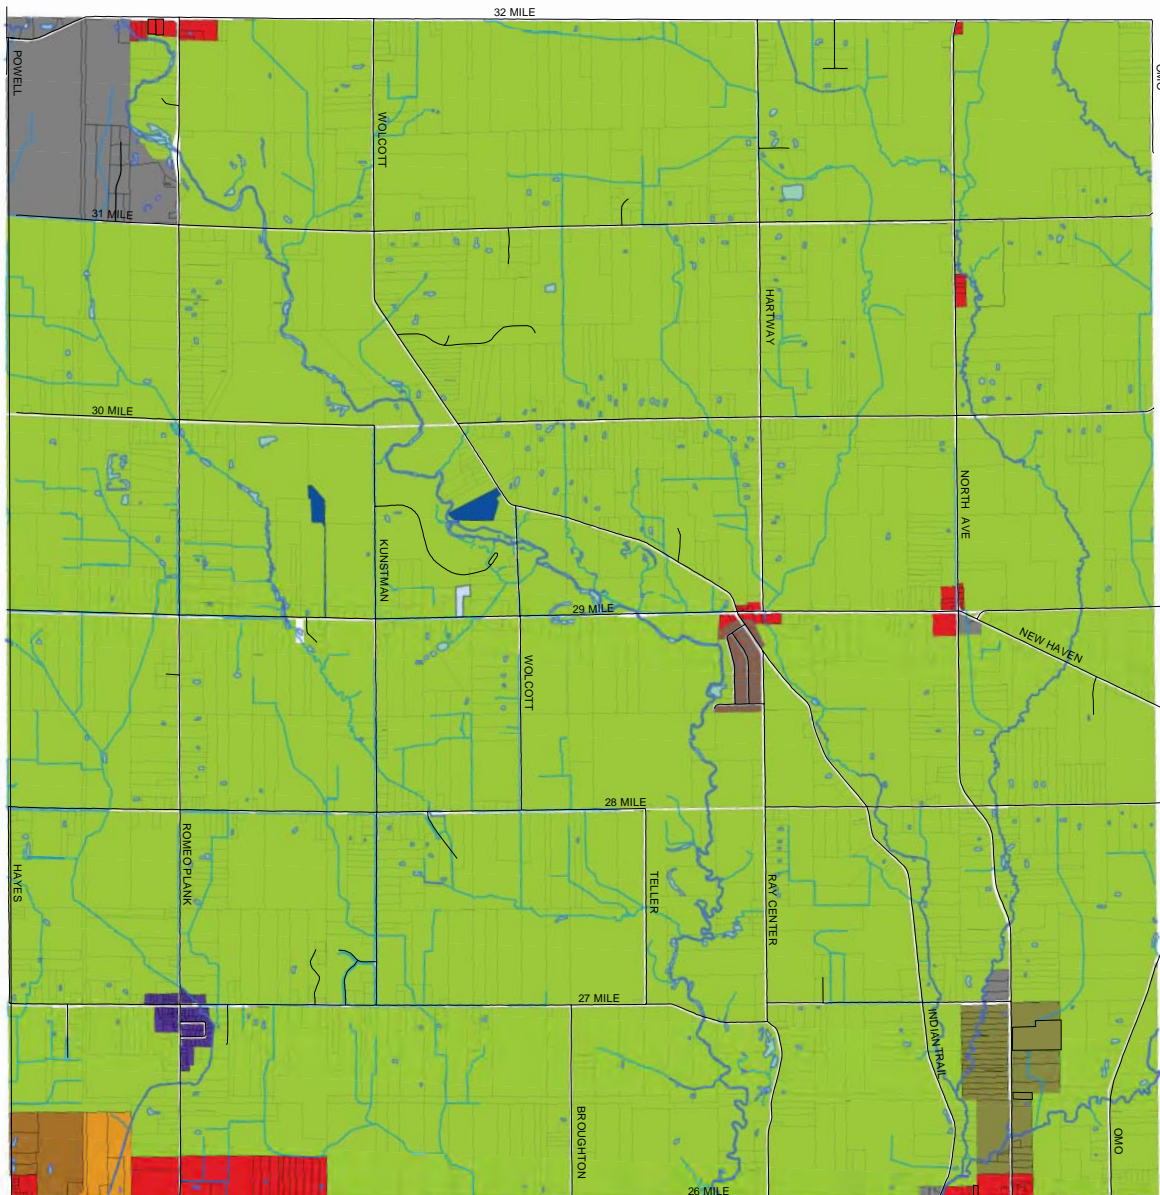 32 MILE
POWELL
WOLCOTT
31 MILE
HARTWAY
30 MILE
NORTH AVE
KUNSTMAN
29 MILE
NEW HAVEN
WOLCOTT
28 MILE
ROMEO PLANK
HAYES
TELLER
RAY CENTER
27 MILE
INDIAN TRAIL
BROUGHTON
OMO
26 MILE